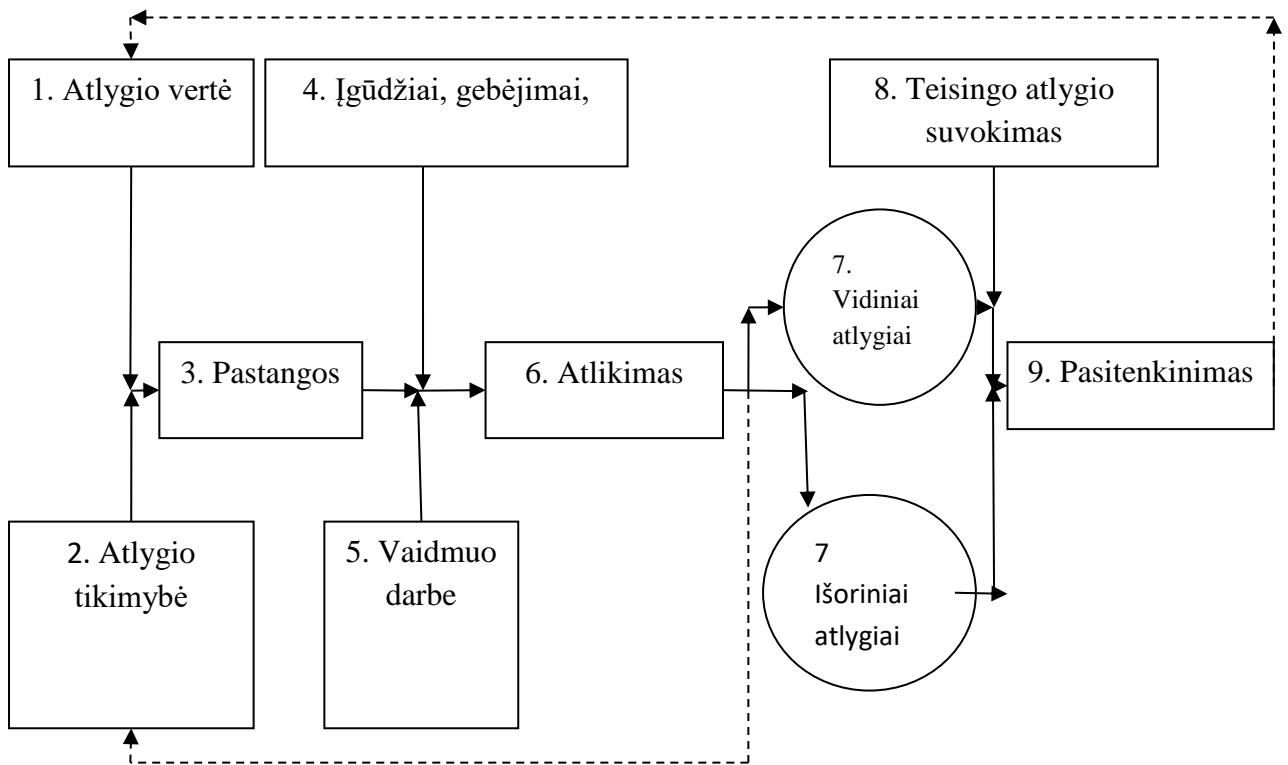 1. Atlygio vertė
4. Įgūdžiai, gebėjimai,
8. Teisingo atlygio
suvokimas
7.
Vidiniai
atlygiai
3. Pastangos
6. Atlikimas
9. Pasitenkinimas
2. Atlygio
tikimybė
5. Vaidmuo
darbe
7
Išoriniai
atlygiai